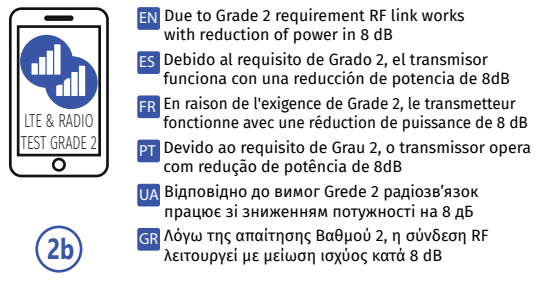 LTE & RADIO
TEST GRADE 2
2b
EN Due to Grade 2 requirement RF link works
with reduction of power in 8 dB
ES Debido al requisito de Grado 2, el transmisor
funciona con una reducción de potencia de 8dB
FR En raison de l'exigence de Grade 2, le transmetteur
fonctionne avec une réduction de puissance de 8 dB
PT Devido ao requisito de Grau 2, o transmissor opera
com redução de potência de 8dB
UA Відповідно до вимог Grede 2 радіозв’язок
працює зі зниженням потужності на 8 дБ
GR Λόγω της απαίτησης Βαθμού 2, η σύνδεση RF
λειτουργεί με μείωση ισχύος κατά 8 dB